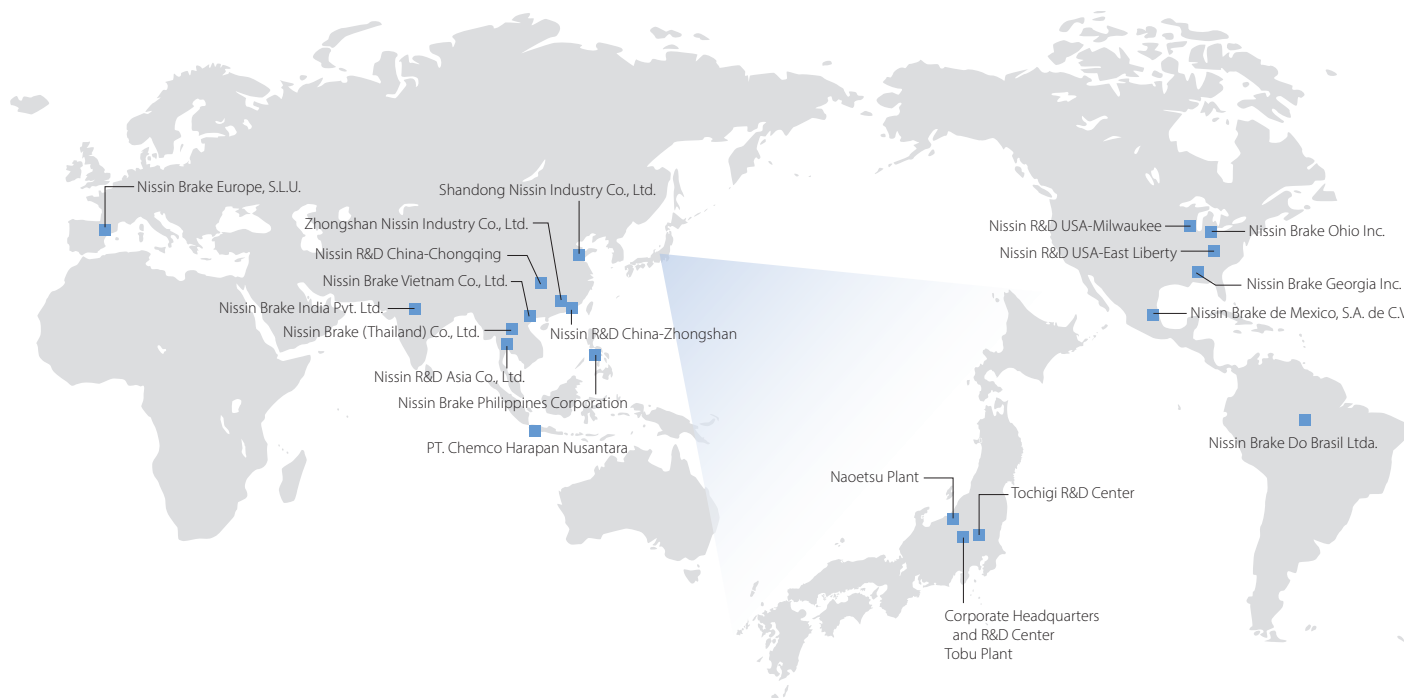 Nissin Brake Europe, S.L.U.
Shandong Nissin Industry Co., Ltd.
Zhongshan Nissin Industry Co., Ltd.
Nissin R&D China-Chongqing
Nissin Brake Vietnam Co., Ltd.
Nissin Brake India Pvt. Ltd.
Nissin Brake (Thailand) Co., Ltd.
Nissin R&D China-Zhongshan
Nissin R&D Asia Co., Ltd.
Nissin Brake Philippines Corporation
PT. Chemco Harapan Nusantara
Nissin R&D USA-Milwaukee
Nissin Brake Ohio Inc.
Nissin R&D USA-East Liberty
Nissin Brake Georgia Inc.
Nissin Brake de Mexico, S.A. de C.V
Nissin Brake Do Brasil Ltda.
Naoetsu Plant
Tochigi R&D Center
Corporate Headquarters
and R&D Center
Tobu Plant